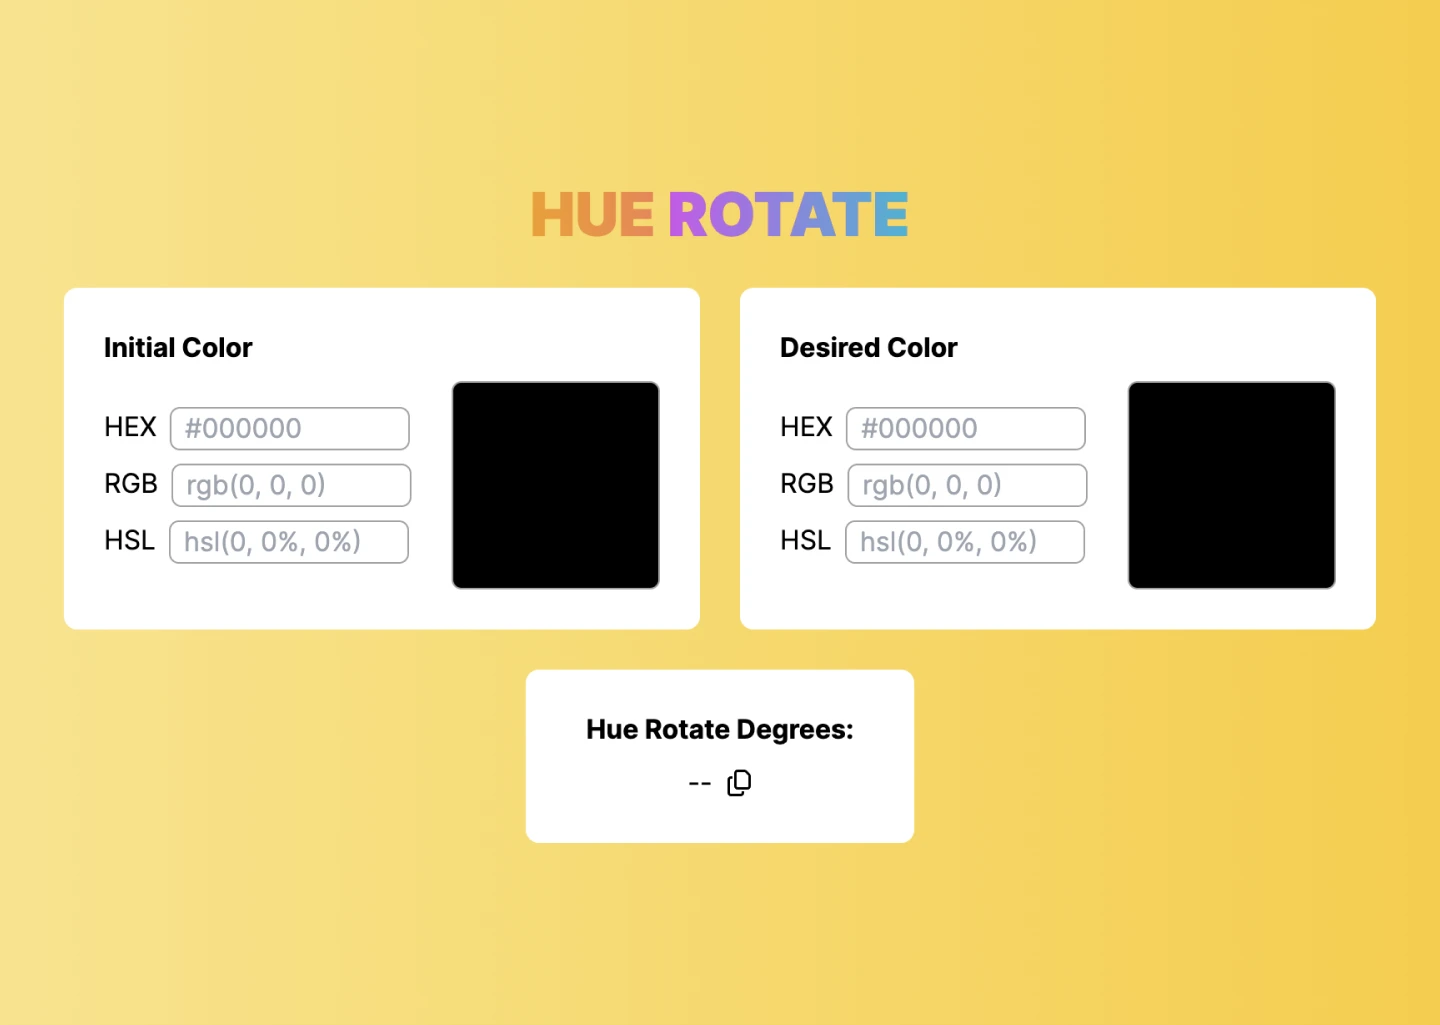 HUE ROTATE
Initial Color
HEX #000000
RGB rgb(0, 0, 0)
HSL hsl(0, 0%, 0%)
Desired Color
HEX #000000
RGB rgb(0, 0, 0)
HSL hsl(0, 0%, 0%)
Hue Rotate Degrees:
--